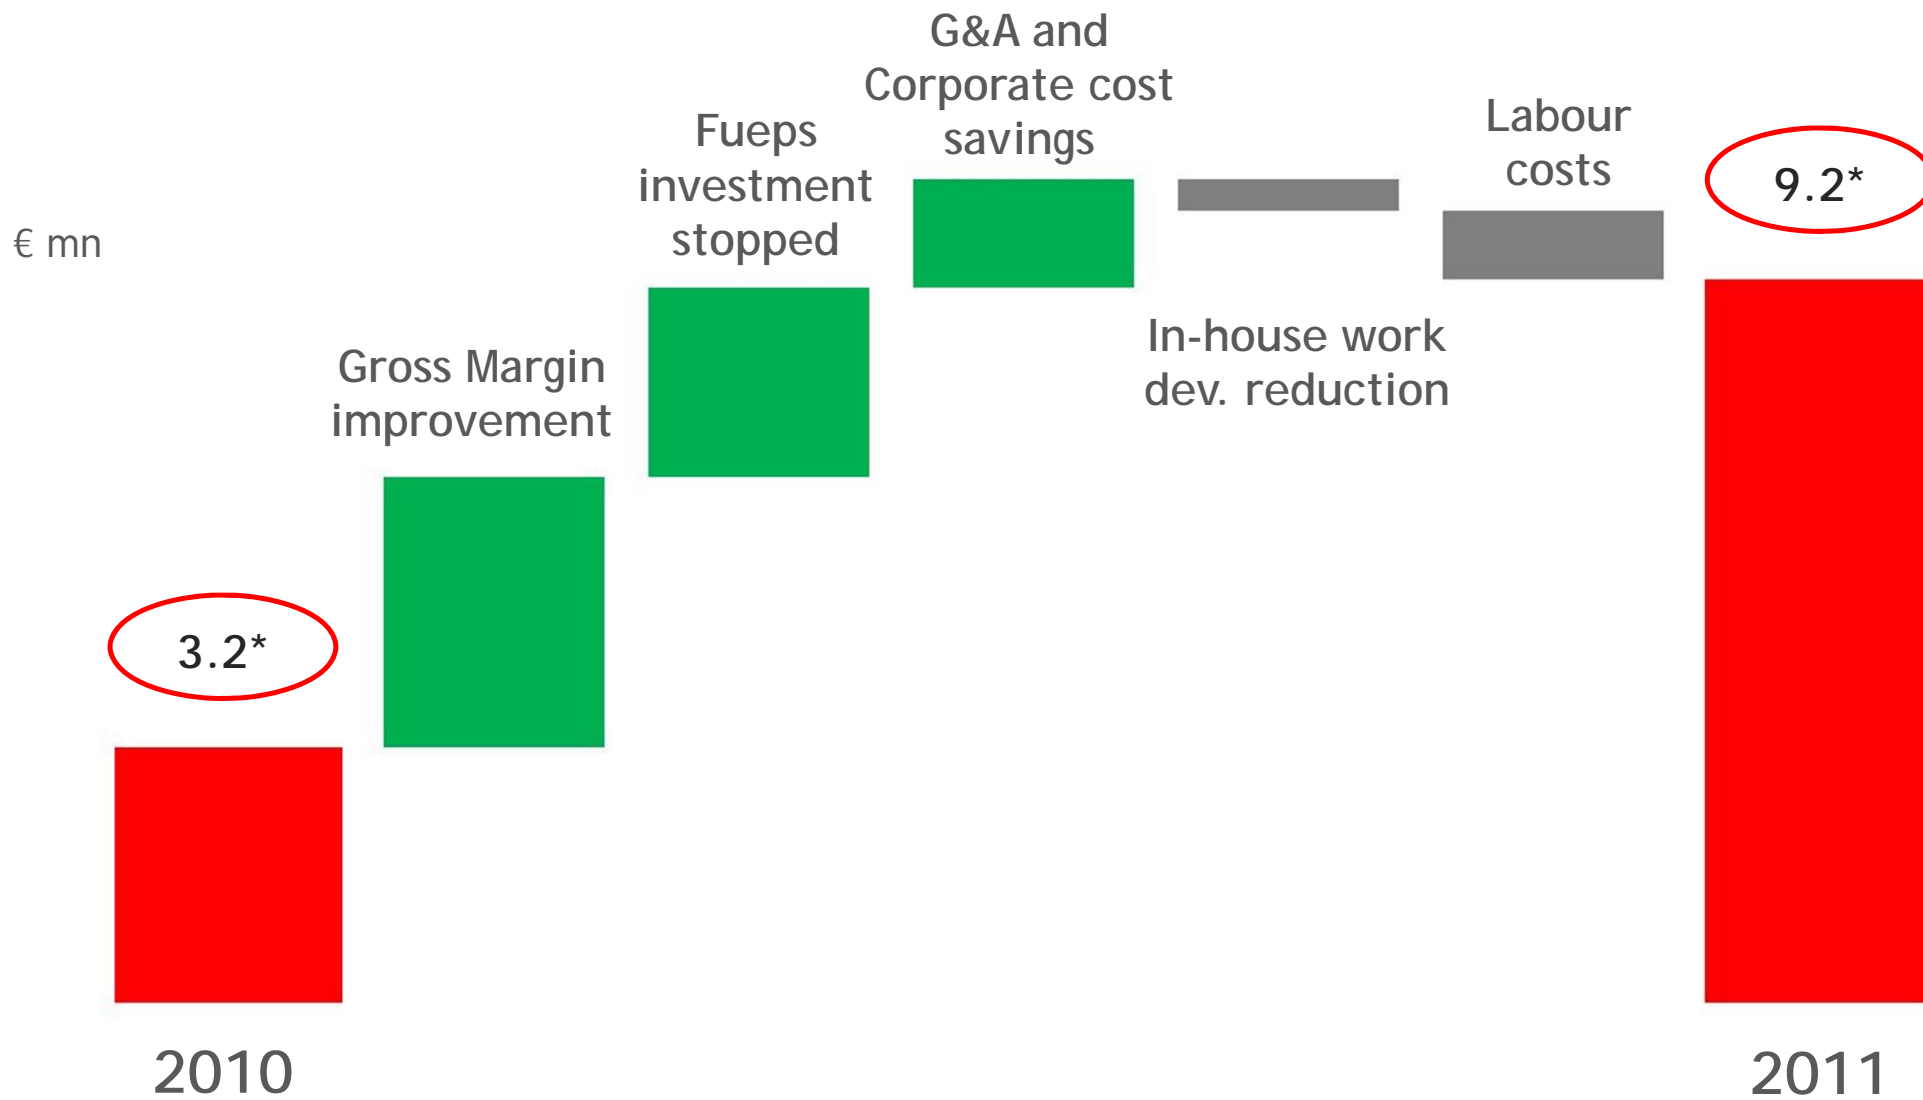 G&A and
Corporate cost
savings
Labour
costs
Fueps
investment
stopped
9.2*
€ mn
In-house work
dev. reduction
Gross Margin
improvement
3.2*
2010
2011